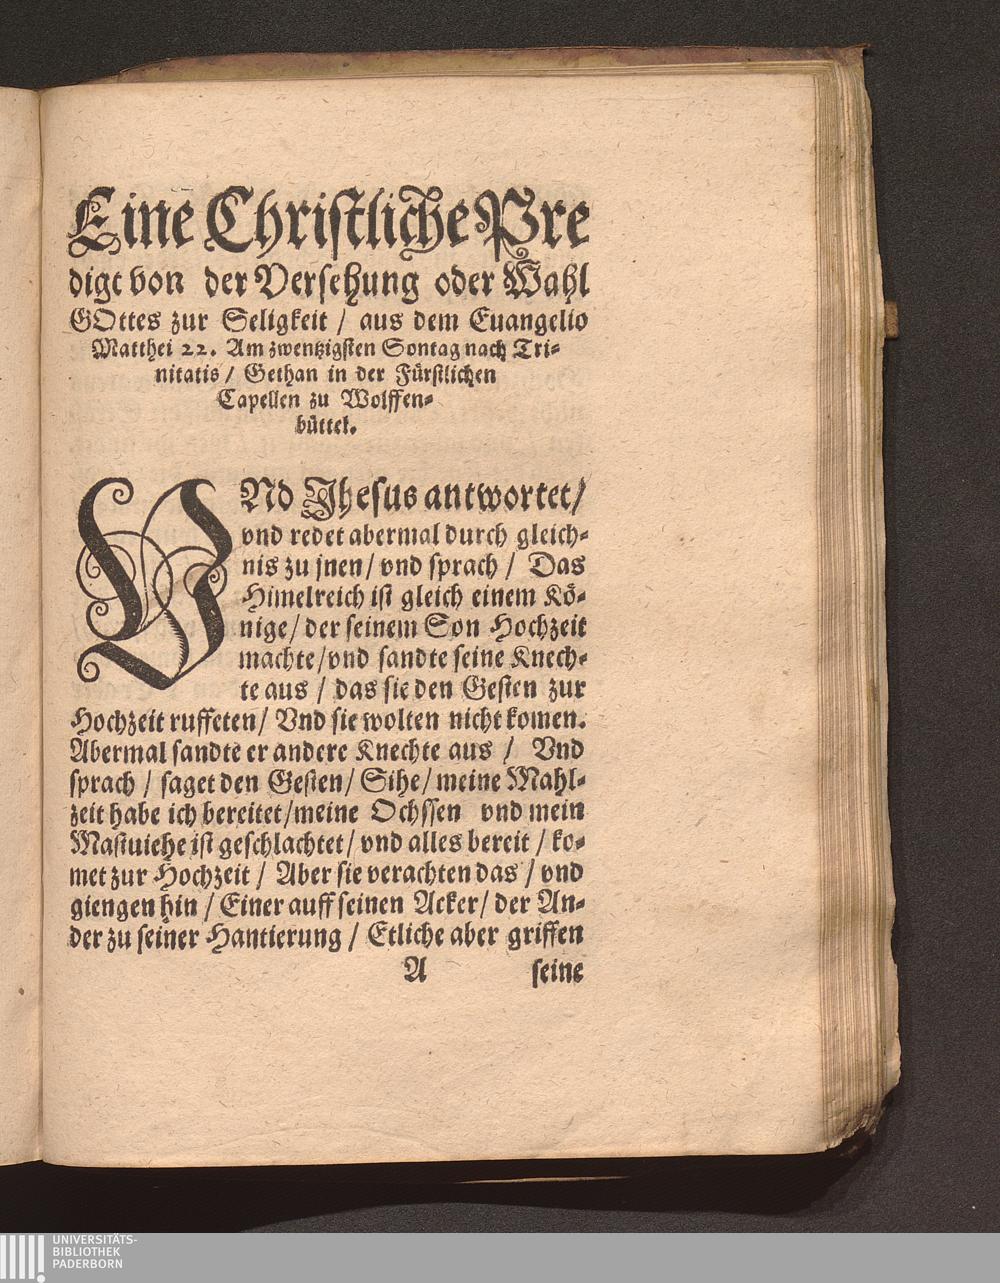 Eine Christliche Pre
digt von der Versehung oder Wahl
GOttes zur Seligkeit / aus dem Euangelio
Matthei 22. Am zwentzigsten Sontag nach Tri-
nitatis / Gethan in der Fürstlichen
Capellen zu Wolffen-
büttel.
VNd Jhesus antwortet/
vnd redet abermal durch gleich-
nis zu jnen/ vnd sprach / Das
Himelreich ist gleich einem Kö-
nige/ der seinem Son Hochzeit
machte/vnd sandte seine Knech-
te aus / das sie den Gesten zur
Hochzeit ruffeten/ Vnd sie wolten nicht komen.
Abermal sandte er andere Knechte aus / Vnd
sprach / saget den Gesten/ Sihe/ meine Mahl-
zeit habe ich bereitet/meine Ochssen vnd mein
Mastuiehe ist geschlachtet/ vnd alles bereit / ko-
met zur Hochzeit / Aber sie verachten das / vnd
giengen hin / Einer auff seinen Acker/ der An-
der zu seiner Hantierung / Etliche aber griffen
A seine
UNIVERSITÄTS-
BIBLIOTHEK
PADERBORN